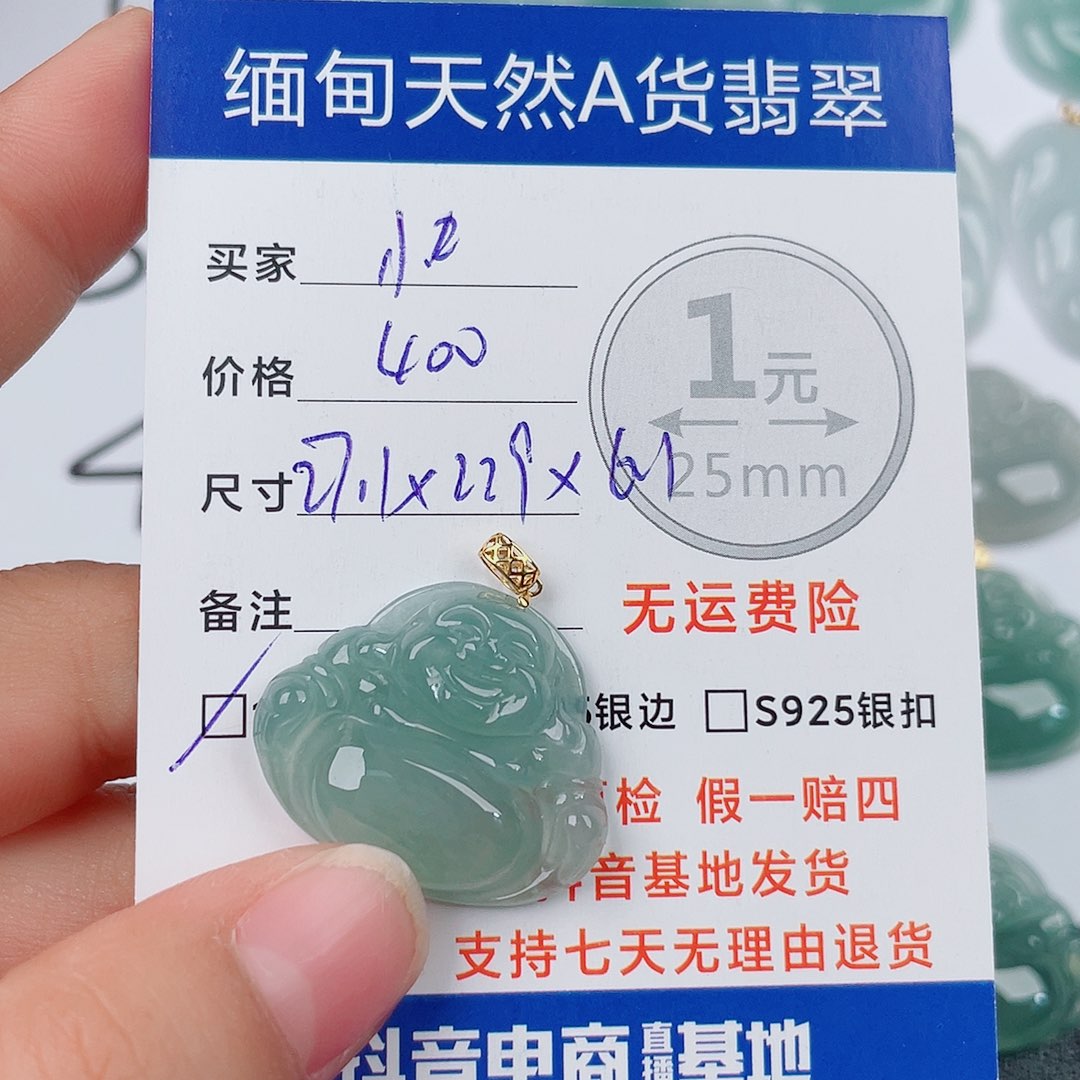 缅甸天然A货翡翠
买家
价格 400
尺寸 27.1x22.9x6.1
1元
25mm
备注
无运费险
银边 S925银扣
检 假一赔四
音基地发货
支持七天无理由退货
抖音电商直播基地